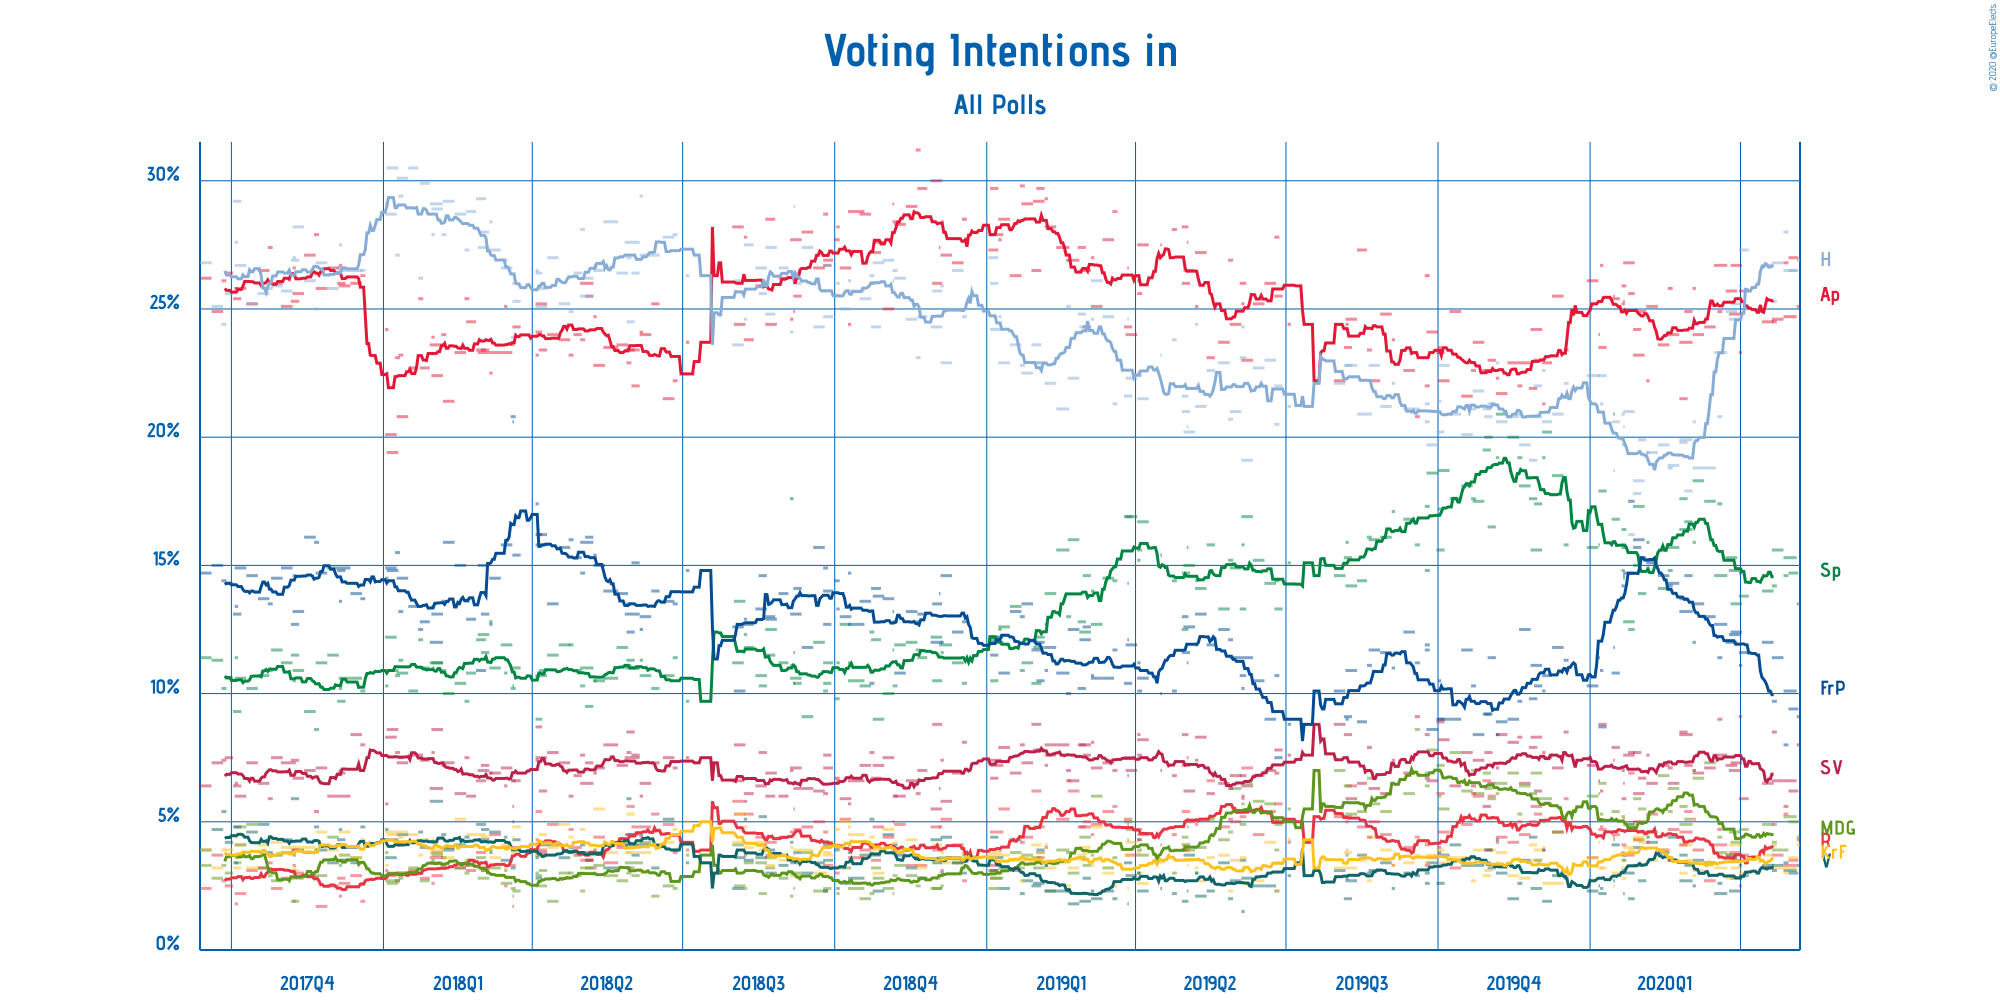 Voting Intentions in
All Polls
© 2020 @EuropeElects
30%
25%
20%
15%
10%
5%
0%
H
Ap
Sp
FrP
SV
MDG
R
KrF
V
2017Q4
2018Q1
2018Q2
2018Q3
2018Q4
2019Q1
2019Q2
2019Q3
2019Q4
2020Q1